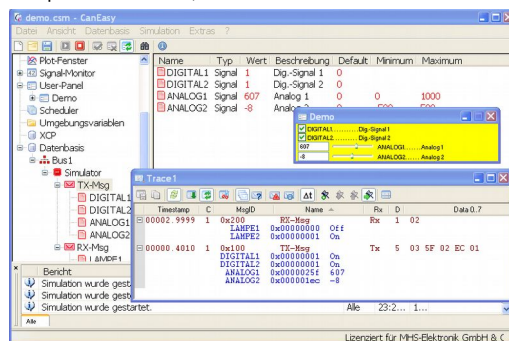 demo.csm - CanEasy
Datei Ansicht Datenbasis Simulation Extras ?
Plot-Fenster
Signal-Monitor
User-Panel
Demo
Scheduler
Umgebungsvariablen
XCP
Datenbasis
Bus1
Simulator
TX-Msg
DIGITAL1
DIGITAL2
ANALOG1
ANALOG2
RX-Msg
LAMPE1
Name Typ Wert Beschreibung Default Minimum Maximum
DIGITAL1 Signal 1 Dig.-Signal 1 0
DIGITAL2 Signal 1 Dig.-Signal 2 0
ANALOG1 Signal 607 Analog 1 0 0 1000
ANALOG2 Signal -8
Demo
DIGITAL1..........Dig-Signal 1
DIGITAL2..........Dig-Signal 2
607 ANALOG1......Analog 1
-8 ANALOG2......Analog 2
Trace1
Δt
Timestamp C MsgID Name Rx D Data 0..7
00002.9999 1 0x200 RX-Msg Rx 1 02
LAMPE1 0x00000000 Off
LAMPE2 0x00000001 On
00000.4010 1 0x100 TX-Msg Tx 5 03 5F 02 EC 01
DIGITAL1 0x00000001 On
DIGITAL2 0x00000001 On
ANALOG1 0x0000025f 607
ANALOG2 0x000001ec -8
Bericht
Simulation wurde gest
Simulation wurde gest
Simulation wurde gestartet. Alle 23:2... 1...
Alle
Lizenziert für MHS-Elektronik GmbH & C